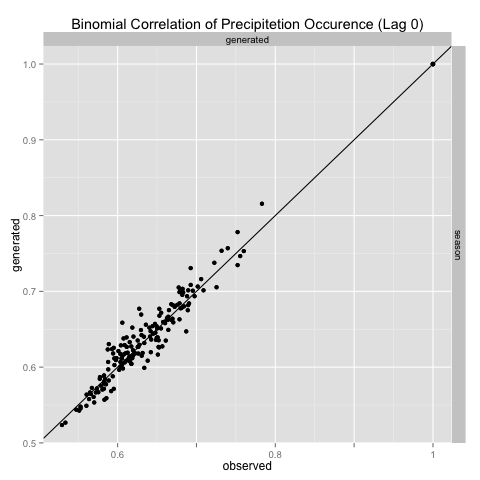 Binomial Correlation of Precipitetion Occurence (Lag 0)
generated
1.0
0.9
0.8
0.7
0.6
0.5
generated
season
0.6
0.8
1
observed